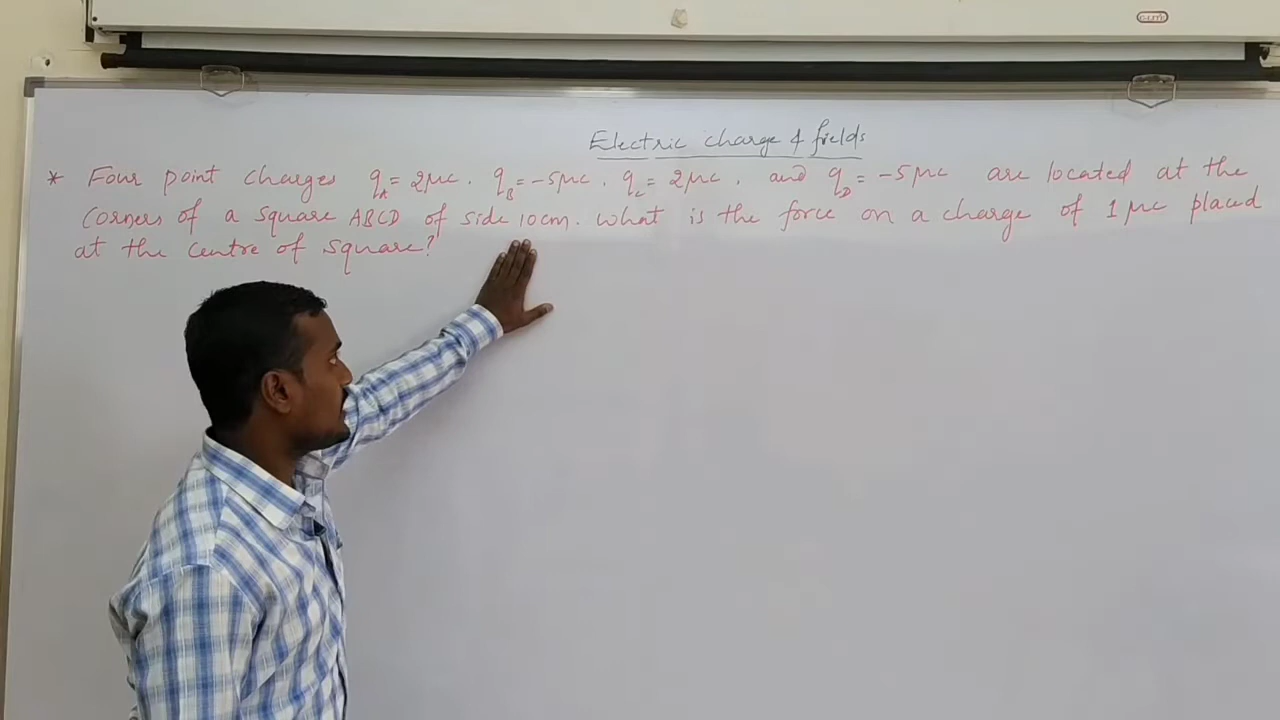 G-LITE
Electric charge & fields
* Four point charges qA = 2μc, qB = -5μc, qC = 2μc, and qD = -5μc are located at the
corners of a square ABCD of side 10cm. What is the force on a charge of 1μc placed
at the centre of square?